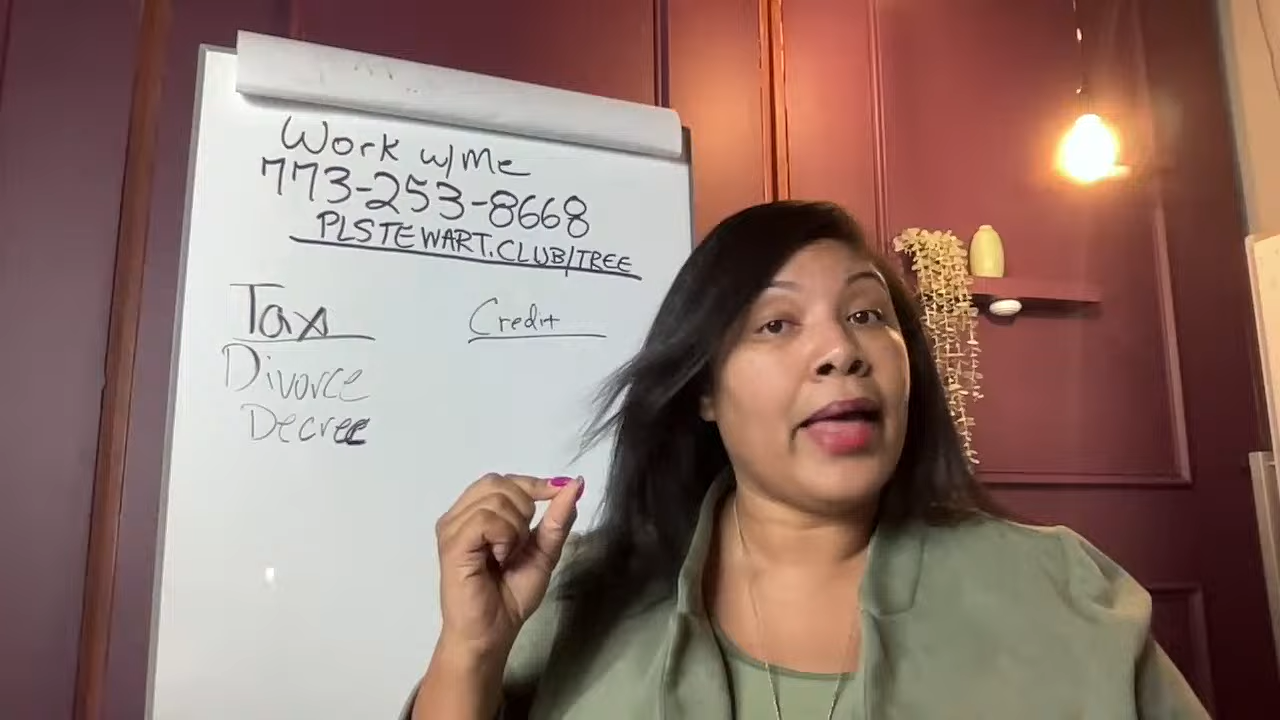 Work w/Me
773-253-8668
PLSTEWART.CLUB/TREE
Tax
Credit
Divorce
Decree